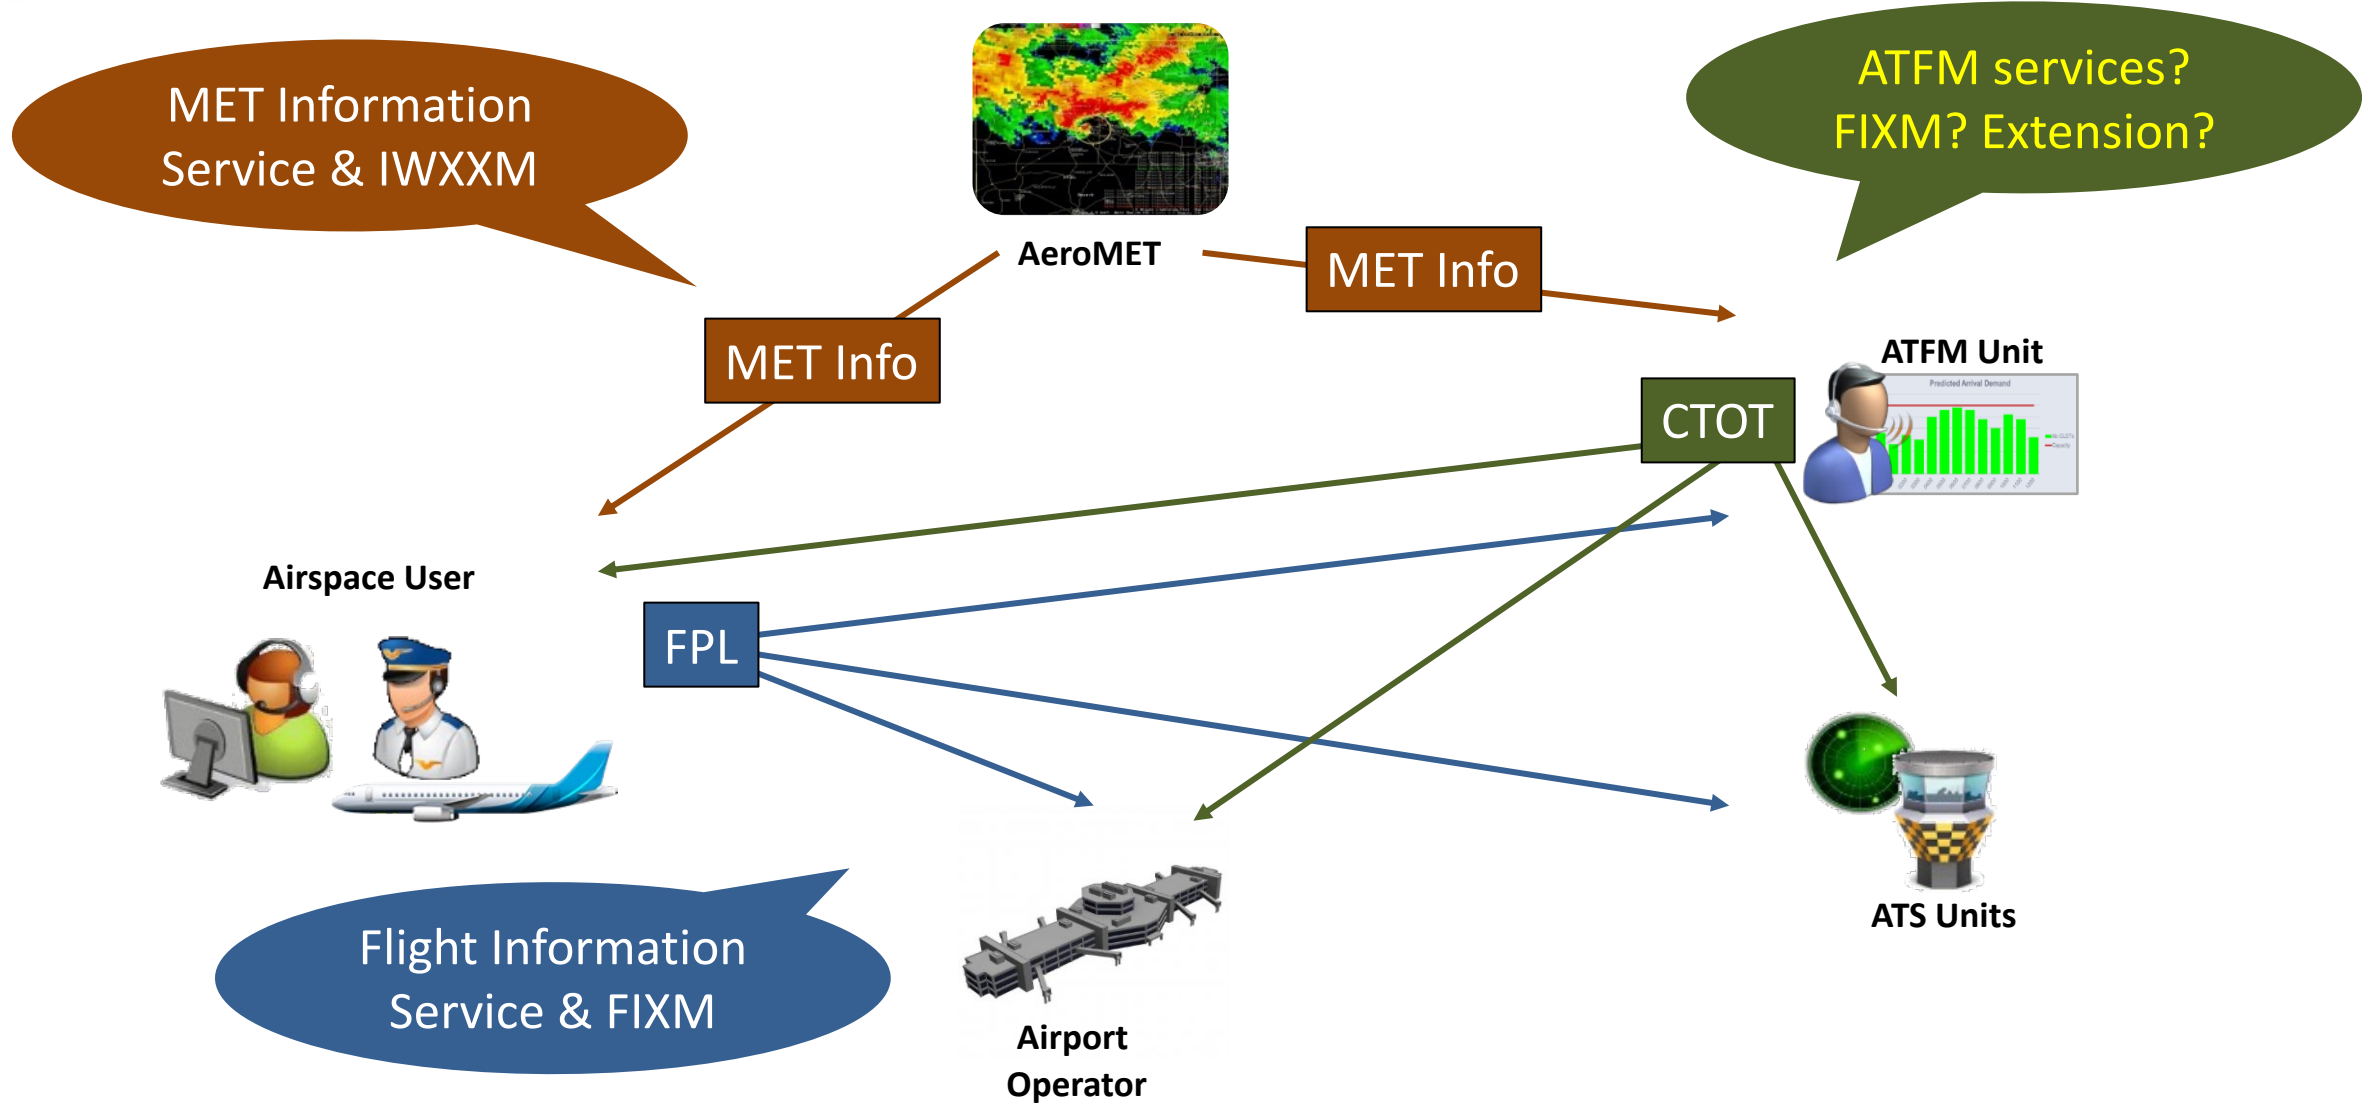 MET Information
Service & IWXXM
ATFM services?
FIXM? Extension?
AeroMET
MET Info
MET Info
ATFM Unit
Predicted Arrival Demand
CTOT
Capacity
Airspace User
FPL
ATS Units
Flight Information
Service & FIXM
Airport
Operator